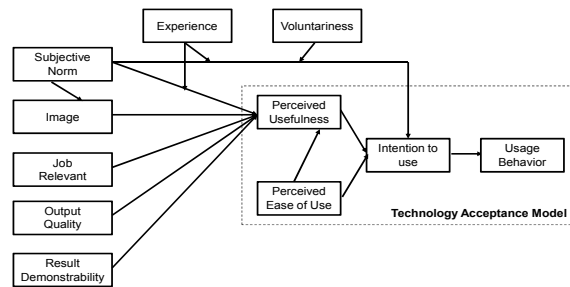 Experience
Voluntariness
Subjective
Norm
Image
Job
Relevant
Output
Quality
Result
Demonstrability
Perceived
Usefulness
Perceived
Ease of Use
Intention to
use
Usage
Behavior
Technology Acceptance Model